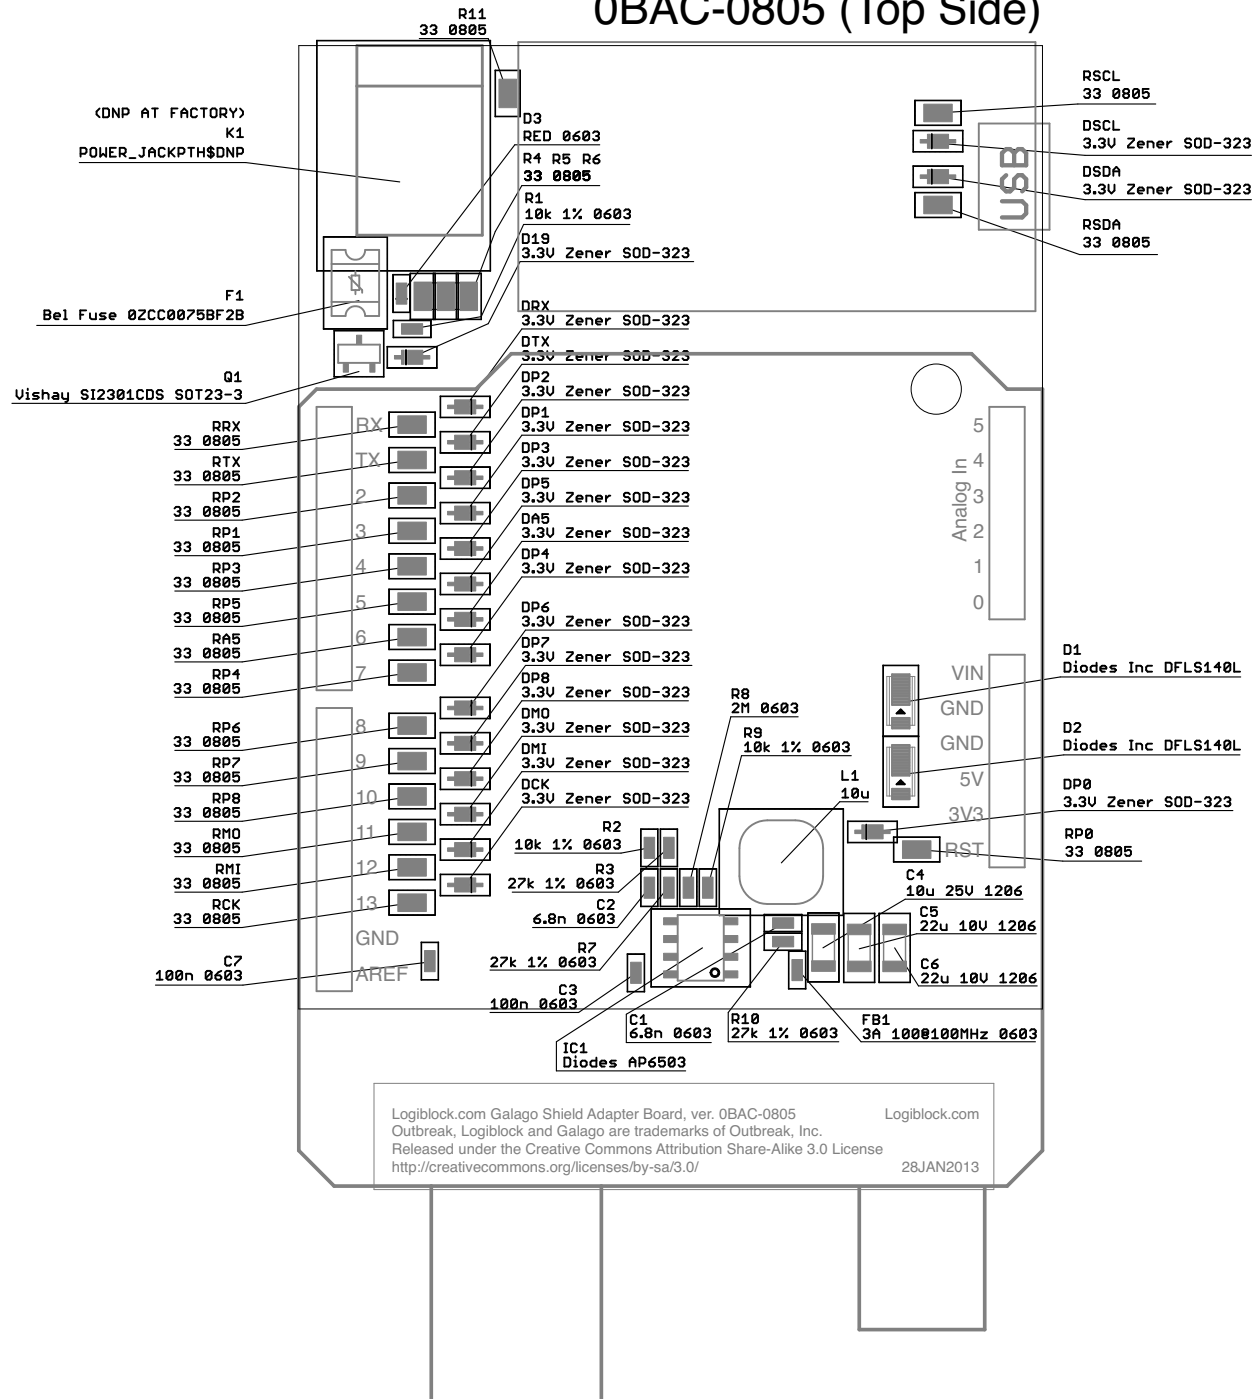 0BAC-0805 (Top Side)
R11
33 0805
(DNP AT FACTORY)
K1
POWER_JACKPTH$DNP
D3
RED 0603
R4 R5 R6
33 0805
R1
10k 1% 0603
D19
3.3V Zener SOD-323
RSCL
33 0805
DSCL
3.3V Zener SOD-323
DSDA
3.3V Zener SOD-323
RSDA
33 0805
USB
F1
Bel Fuse 0ZCC0075BF2B
Q1
Vishay SI2301CDS SOT23-3
DRX
3.3V Zener SOD-323
DTX
3.3V Zener SOD-323
DP2
3.3V Zener SOD-323
DP1
3.3V Zener SOD-323
DP3
3.3V Zener SOD-323
DP5
3.3V Zener SOD-323
DA5
3.3V Zener SOD-323
DP4
3.3V Zener SOD-323
DP6
3.3V Zener SOD-323
DP7
3.3V Zener SOD-323
DP8
3.3V Zener SOD-323
DMO
3.3V Zener SOD-323
DMI
3.3V Zener SOD-323
DCK
3.3V Zener SOD-323
RRX
33 0805
RTX
33 0805
RP2
33 0805
RP1
33 0805
RP3
33 0805
RP5
33 0805
RA5
33 0805
RP4
33 0805
RP6
33 0805
RP7
33 0805
RP8
33 0805
RMO
33 0805
RMI
33 0805
RCK
33 0805
C7
100n 0603
RX
TX
2
3
4
5
6
7
8
9
10
11
12
13
GND
AREF
Analog In
5
4
3
2
1
0
VIN
GND
GND
5V
3V3
RST
D1
Diodes Inc DFLS140L
D2
Diodes Inc DFLS140L
DP0
3.3V Zener SOD-323
RP0
33 0805
R8
2M 0603
R9
10k 1% 0603
L1
10u
R2
10k 1% 0603
R3
27k 1% 0603
C2
6.8n 0603
R7
27k 1% 0603
C3
100n 0603
C4
10u 25V 1206
C5
22u 10V 1206
C6
22u 10V 1206
C1
6.8n 0603
R10
27k 1% 0603
FB1
3A 100@100MHz 0603
IC1
Diodes AP6503
Logiblock.com Galago Shield Adapter Board, ver. 0BAC-0805 Logiblock.com
Outbreak, Logiblock and Galago are trademarks of Outbreak, Inc.
Released under the Creative Commons Attribution Share-Alike 3.0 License
http://creativecommons.org/licenses/by-sa/3.0/ 28JAN2013